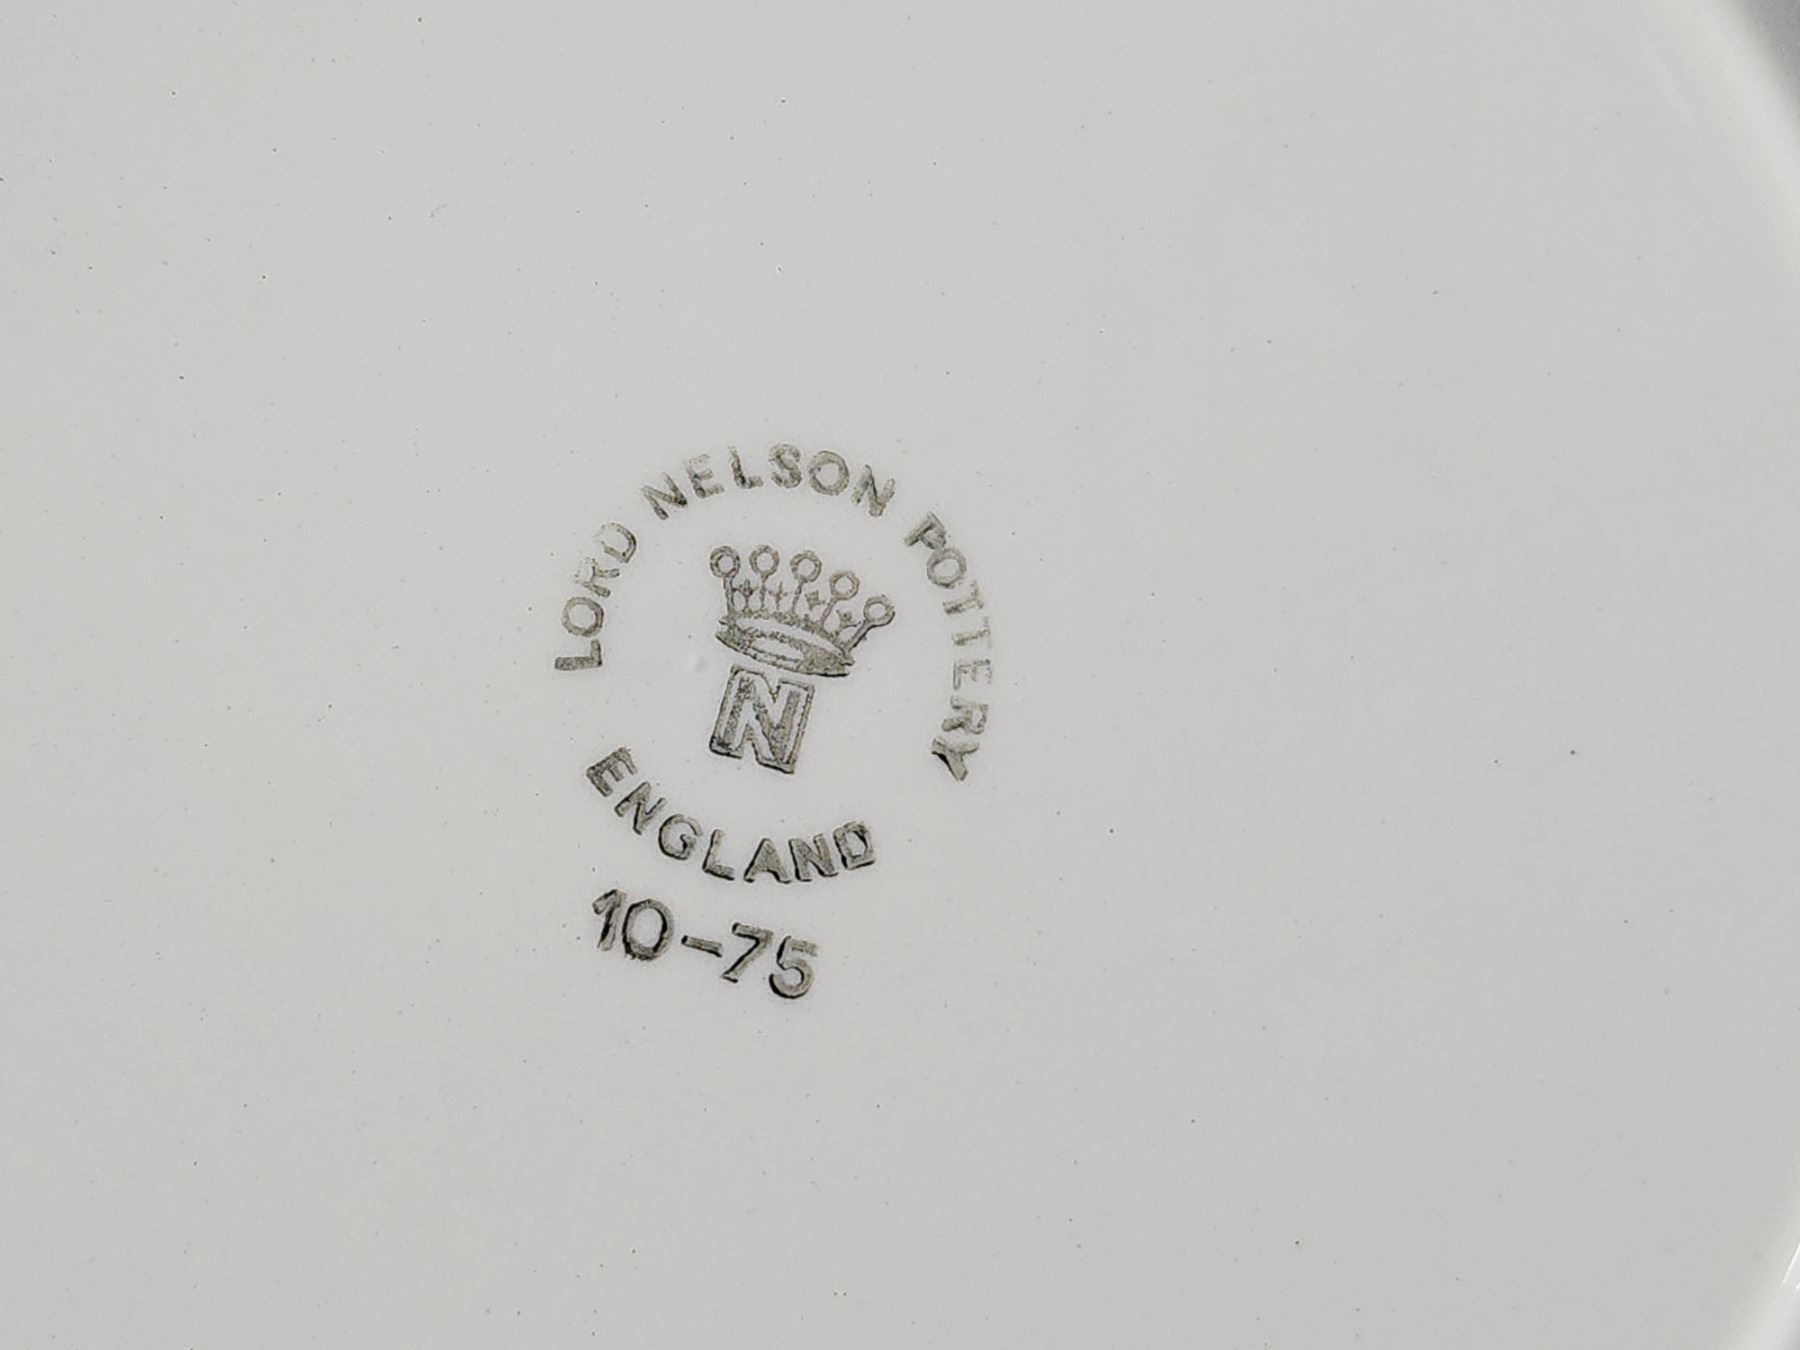 LORD NELSON POTTERY
N
ENGLAND
10-75